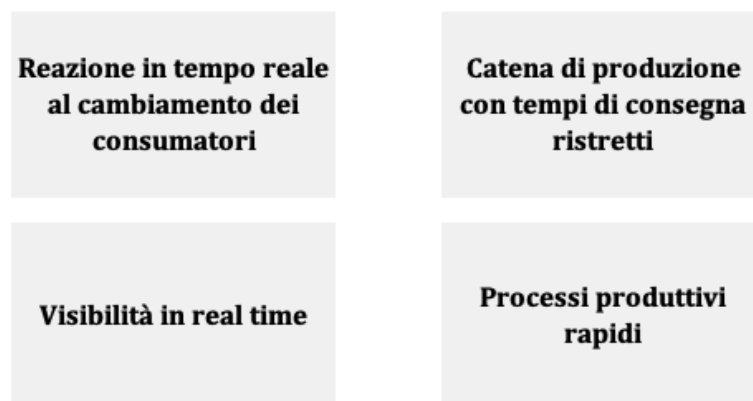 Reazione in tempo reale
al cambiamento dei
consumatori
Catena di produzione
con tempi di consegna
ristretti
Visibilità in real time
Processi produttivi
rapidi